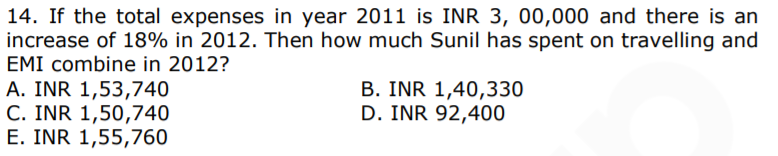 14. If the total expenses in year 2011 is INR 3, 00,000 and there is an
increase of 18% in 2012. Then how much Sunil has spent on travelling and
EMI combine in 2012?
A. INR 1,53,740 B. INR 1,40,330
C. INR 1,50,740 D. INR 92,400
E. INR 1,55,760